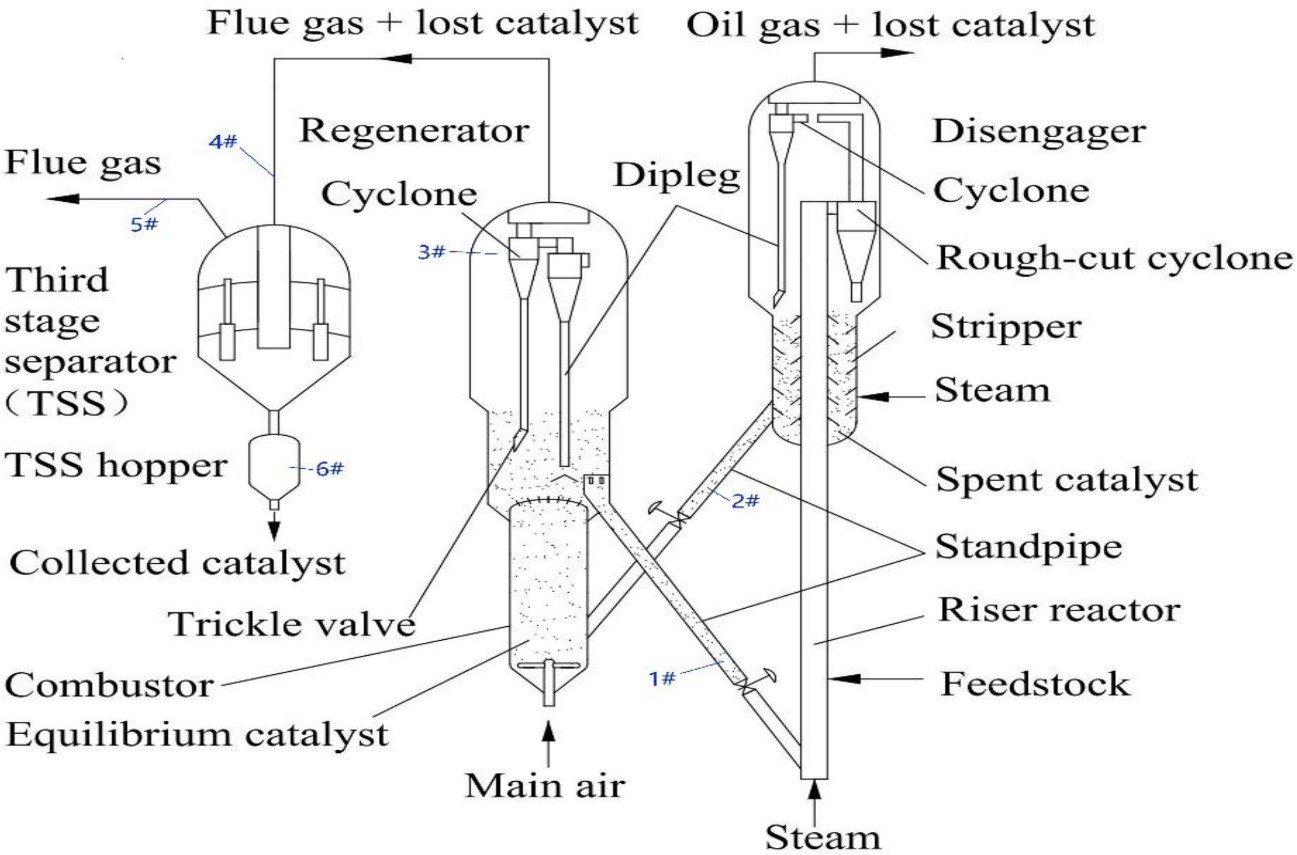 Flue gas + lost catalyst
Oil gas + lost catalyst
4#
Regenerator
Disengager
Flue gas
Dipleg
Cyclone
Cyclone
5#
3#
Rough-cut cyclone
Third
stage
separator
(TSS)
Stripper
Steam
TSS hopper
6#
2#
Spent catalyst
Collected catalyst
Standpipe
Trickle valve
Riser reactor
1#
Combustor
Feedstock
Equilibrium catalyst
Main air
Steam